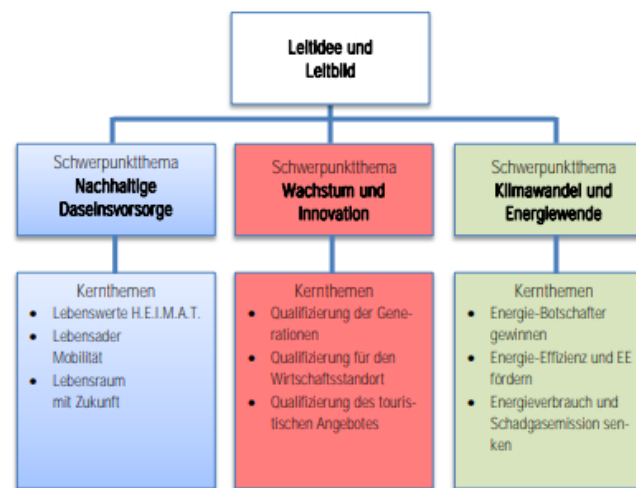 Leitidee und
Leitbild
Schwerpunktthema
Nachhaltige
Daseinsvorsorge
Schwerpunktthema
Wachstum und
Innovation
Schwerpunktthema
Klimawandel und
Energiewende
Kernthemen
• Lebenswerte H.E.I.M.A.T.
• Lebensader
Mobilität
• Lebensraum
mit Zukunft
Kernthemen
• Qualifizierung der Gene-
rationen
• Qualifizierung für den
Wirtschaftsstandort
• Qualifizierung des touris-
tischen Angebotes
Kernthemen
• Energie-Botschafter
gewinnen
• Energie-Effizienz und EE
fördern
• Energieverbrauch und
Schadgasemission sen-
ken